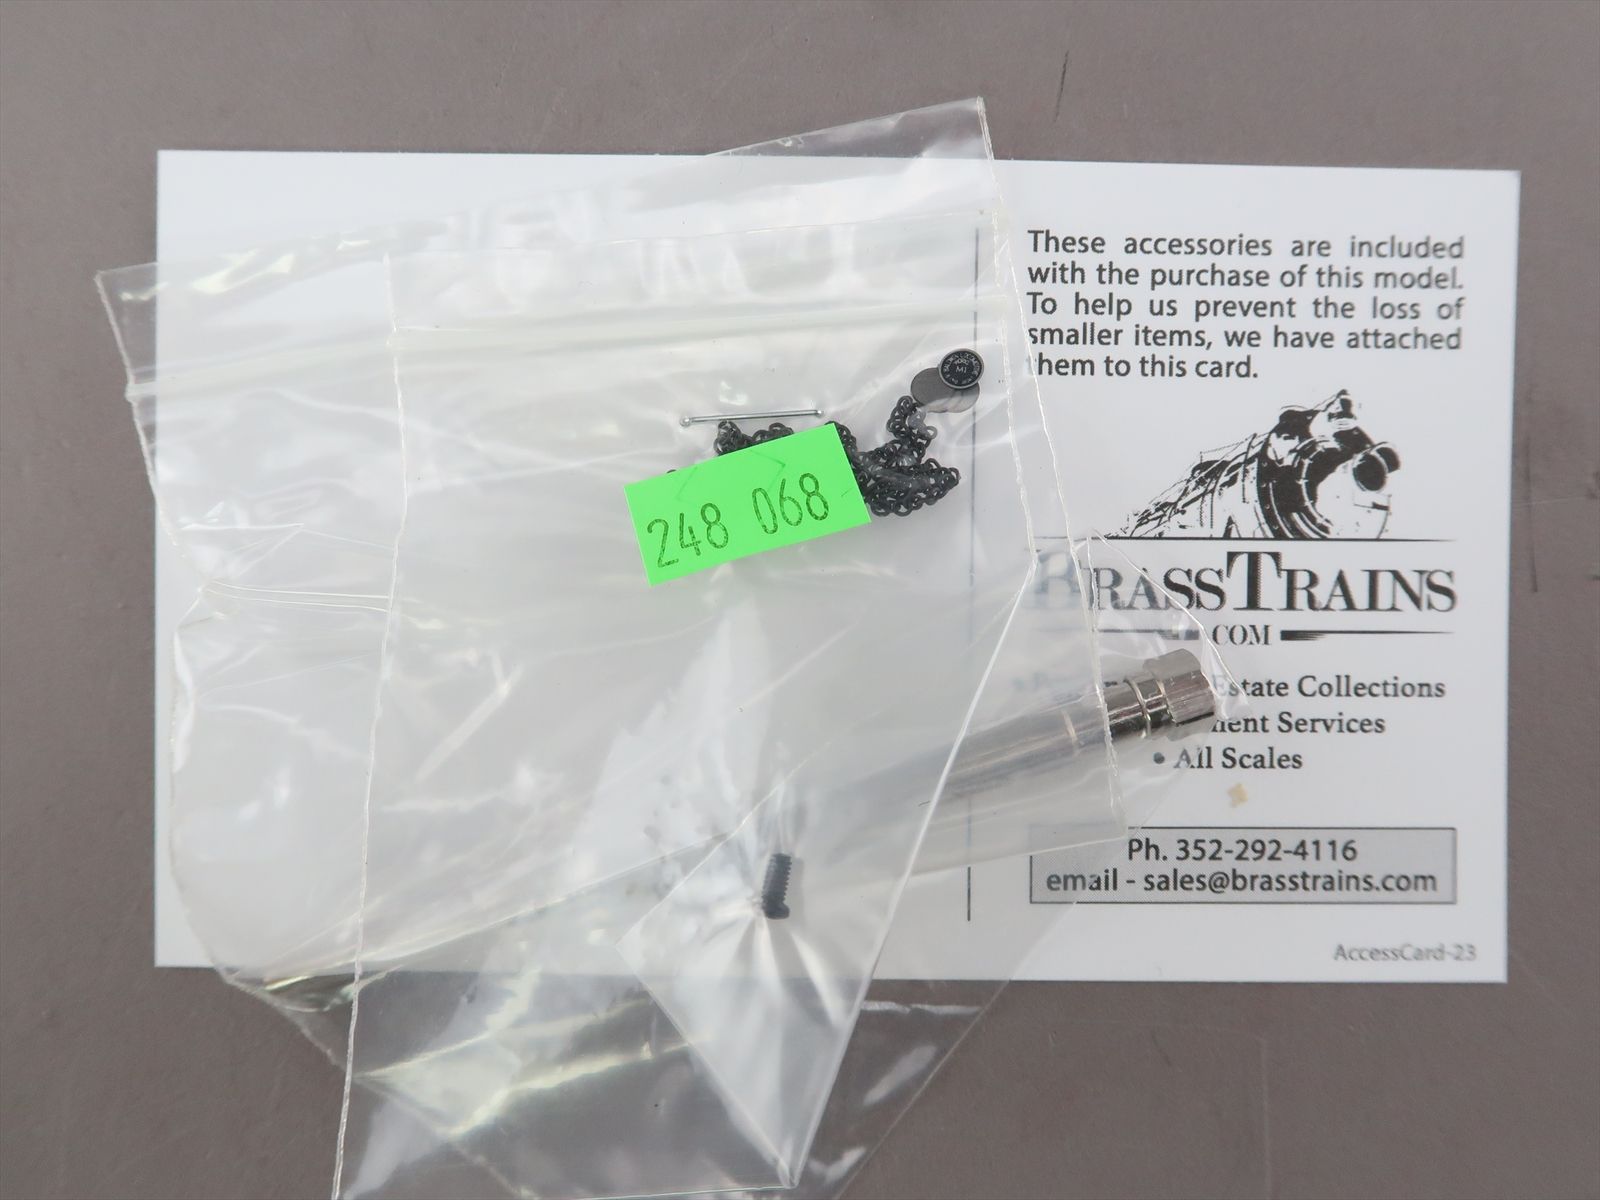 These accessories are included
with the purchase of this model.
To help us prevent the loss of
smaller items, we have attached
them to this card.
M1
248 068
BRASSTRAINS
.COM
Estate Collections
Services
• All Scales
Ph. 352-292-4116
email - sales@brasstrains.com
AccessCard-23